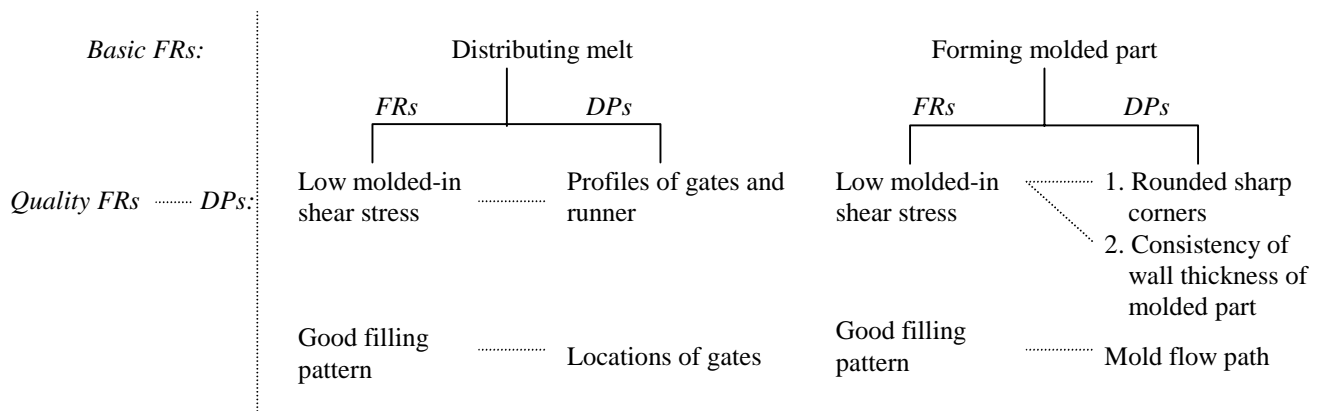 Basic FRs:
Distributing melt
Forming molded part
FRs
DPs
FRs
DPs
Quality FRs ........ DPs:
Low molded-in
shear stress
Profiles of gates and
runner
Low molded-in
shear stress
1. Rounded sharp
corners
2. Consistency of
wall thickness of
molded part
Good filling
pattern
Locations of gates
Good filling
pattern
Mold flow path